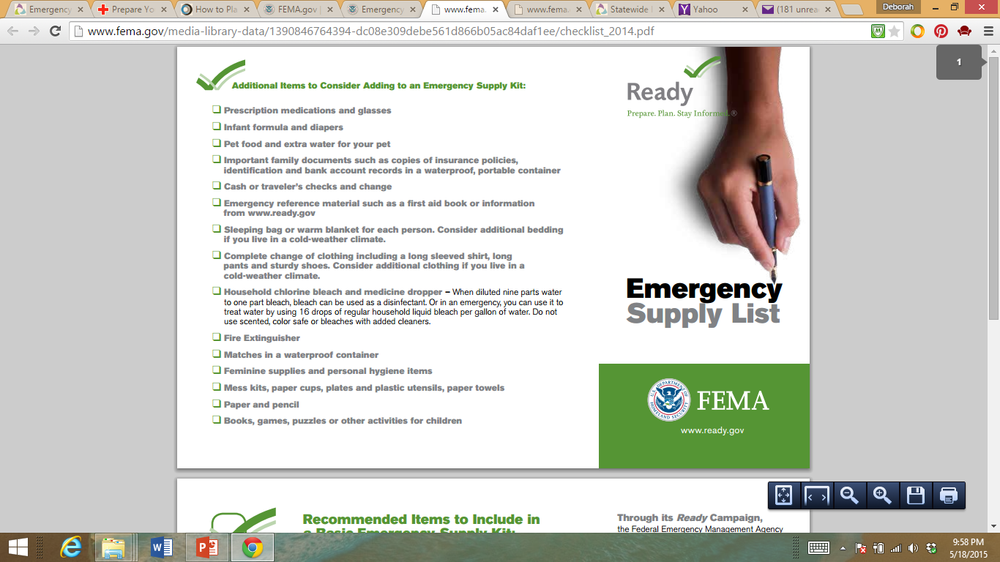 Emergency
Prepare Yo
How to Pla
FEMA.gov |
Emergency
www.fema.
www.fema.
Statewide
Yahoo
(181 unrea
Deborah
www.fema.gov/media-library-data/1390846764394-dc08e309debe561d866b05ac84daf1ee/checklist_2014.pdf
1
Additional Items to Consider Adding to an Emergency Supply Kit:
Prescription medications and glasses
Infant formula and diapers
Pet food and extra water for your pet
Important family documents such as copies of insurance policies,
identification and bank account records in a waterproof, portable container
Cash or traveler's checks and change
Emergency reference material such as a first aid book or information
from www.ready.gov
Sleeping bag or warm blanket for each person. Consider additional bedding
if you live in a cold-weather climate.
Complete change of clothing including a long sleeved shirt, long
pants and sturdy shoes. Consider additional clothing if you live in a
cold-weather climate.
Household chlorine bleach and medicine dropper – When diluted nine parts water
to one part bleach, bleach can be used as a disinfectant. Or in an emergency, you can use it to
treat water by using 16 drops of regular household liquid bleach per gallon of water. Do not
use scented, color safe or bleaches with added cleaners.
Fire Extinguisher
Matches in a waterproof container
Feminine supplies and personal hygiene items
Mess kits, paper cups, plates and plastic utensils, paper towels
Paper and pencil
Books, games, puzzles or other activities for children
Ready
Prepare. Plan. Stay Informed.®
Emergency
Supply List
U.S. DEPARTMENT OF HOMELAND SECURITY
FEMA
www.ready.gov
Recommended Items to Include in
a Basic Emergency Supply Kit:
Through its Ready Campaign,
the Federal Emergency Management Agency
9:58 PM
5/18/2015